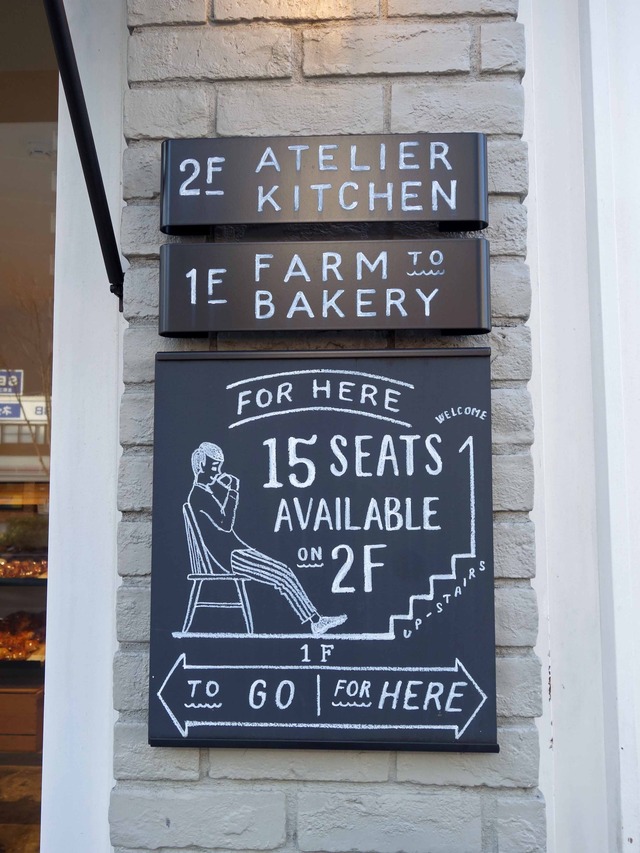 2F ATELIER
KITCHEN
1F FARM TO
BAKERY
FOR HERE
WELCOME
15 SEATS
AVAILABLE
ON 2F
UP-STAIRS
1F
TO GO | FOR HERE